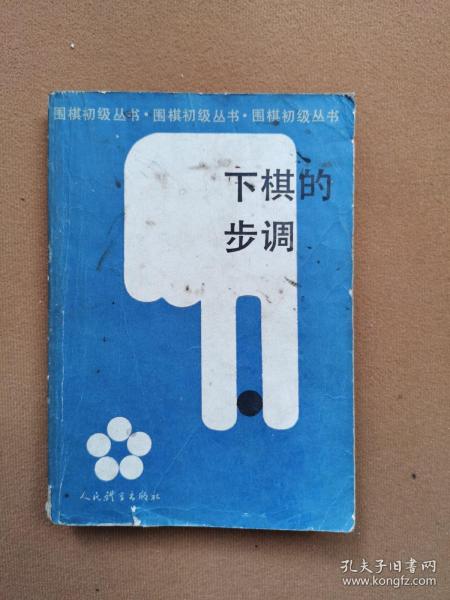 围棋初级丛书·围棋初级丛书·围棋初级丛书
下棋的
步调
人民体育出版社
孔夫子旧书网
www.kongfz.com